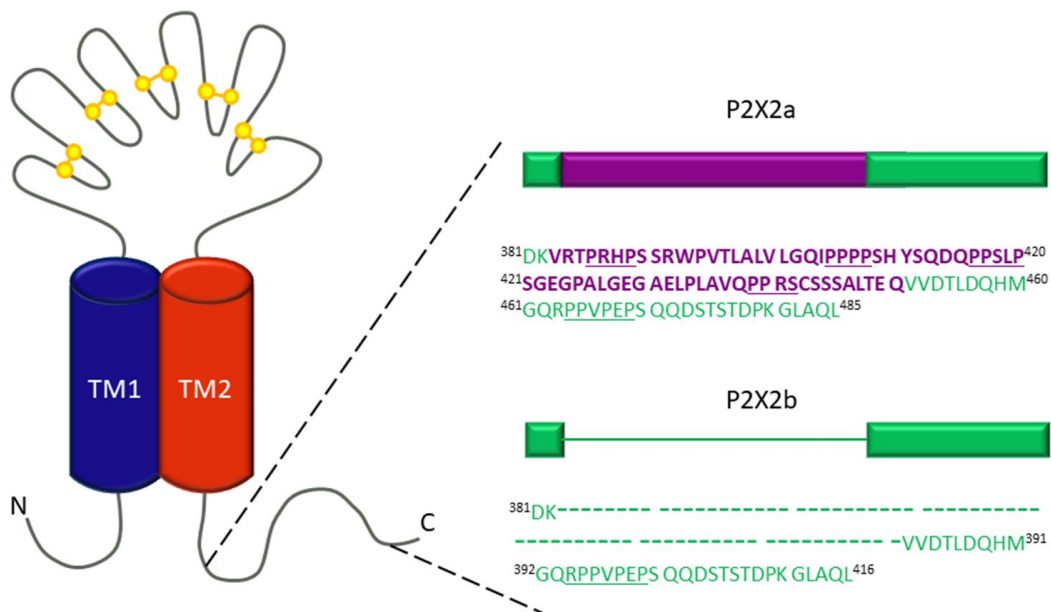 P2X2a
381DKVRTPRHPS SRWPVTLALV LGQIPPPPSH YSQDQPPSLP420
421SGEGPALGEG AELPLAVQPP RSCSSSALTE QVVDTLDQHM460
461GQRPPVPEPS QQDSTSTDPK GLAQL485
TM1
TM2
P2X2b
N
C
381DK---------- ---------- ---------- ----------
---------- ---------- ---------- -VVDTLDQHM391
392GQRPPVPEPS QQDSTSTDPK GLAQL416